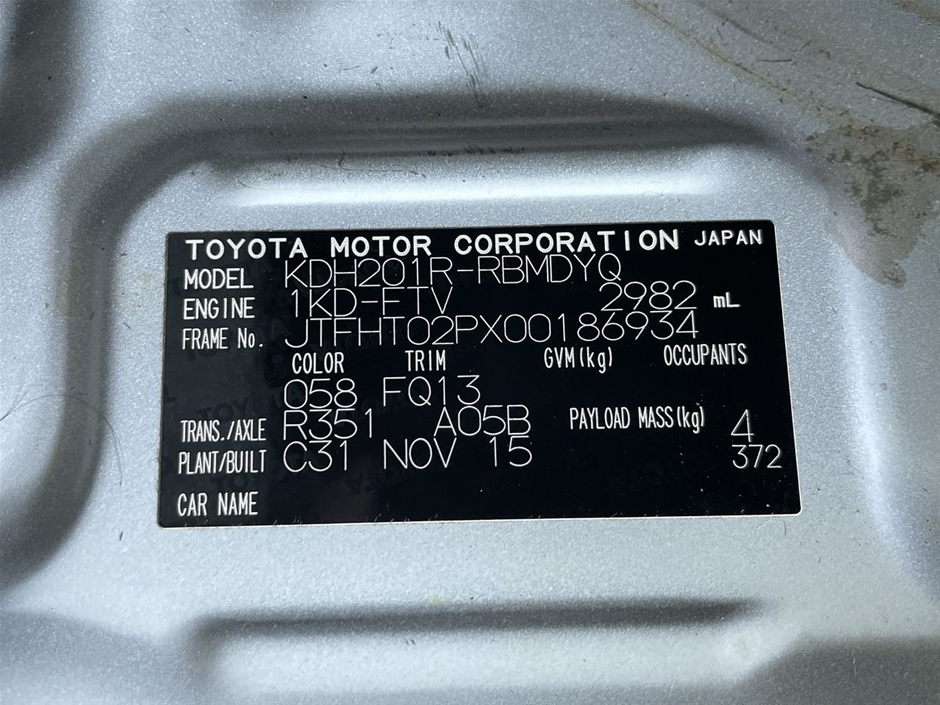 TOYOTA MOTOR CORPORATION JAPAN
MODEL KDH201R-RBMDYQ
ENGINE 1KD-FTV 2982 mL
FRAME No. JTFHT02PX00186934
COLOR TRIM GVM(kg) OCCUPANTS
058 FQ13
TRANS./AXLE R351 A05B PAYLOAD MASS(kg) 4
PLANT/BUILT C31 NOV 15 372
CAR NAME